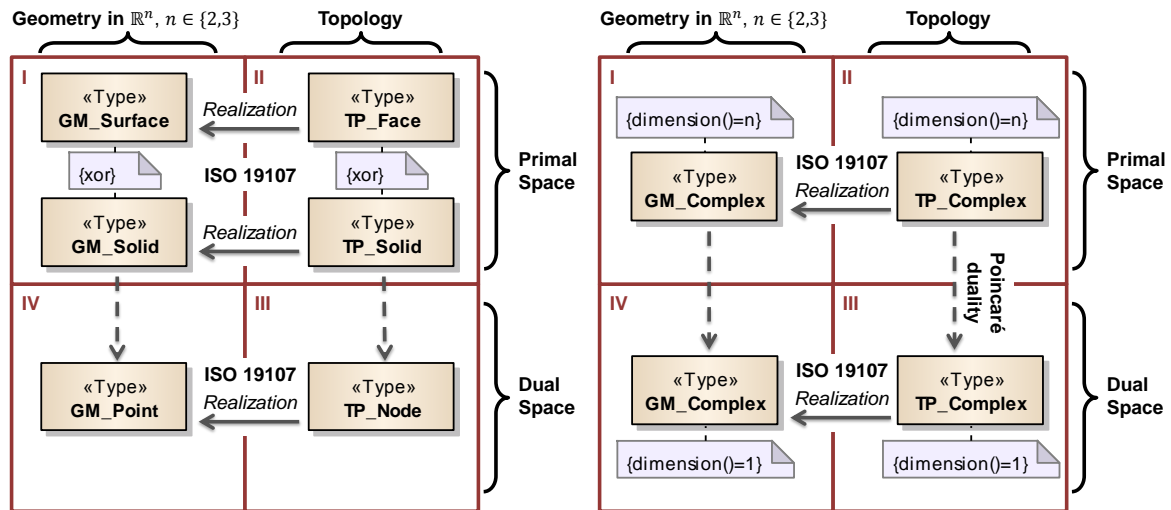 Geometry in ℝⁿ, n ∈ {2,3}
Topology
I
II
«Type»
GM_Surface
Realization
«Type»
TP_Face
{xor}
ISO 19107
{xor}
«Type»
GM_Solid
Realization
«Type»
TP_Solid
Primal
Space
IV
III
«Type»
GM_Point
ISO 19107
Realization
«Type»
TP_Node
Dual
Space
Geometry in ℝⁿ, n ∈ {2,3}
Topology
I
II
{dimension()=n}
{dimension()=n}
«Type»
GM_Complex
ISO 19107
Realization
«Type»
TP_Complex
Primal
Space
Poincaré
duality
IV
III
«Type»
GM_Complex
ISO 19107
Realization
«Type»
TP_Complex
{dimension()=1}
{dimension()=1}
Dual
Space